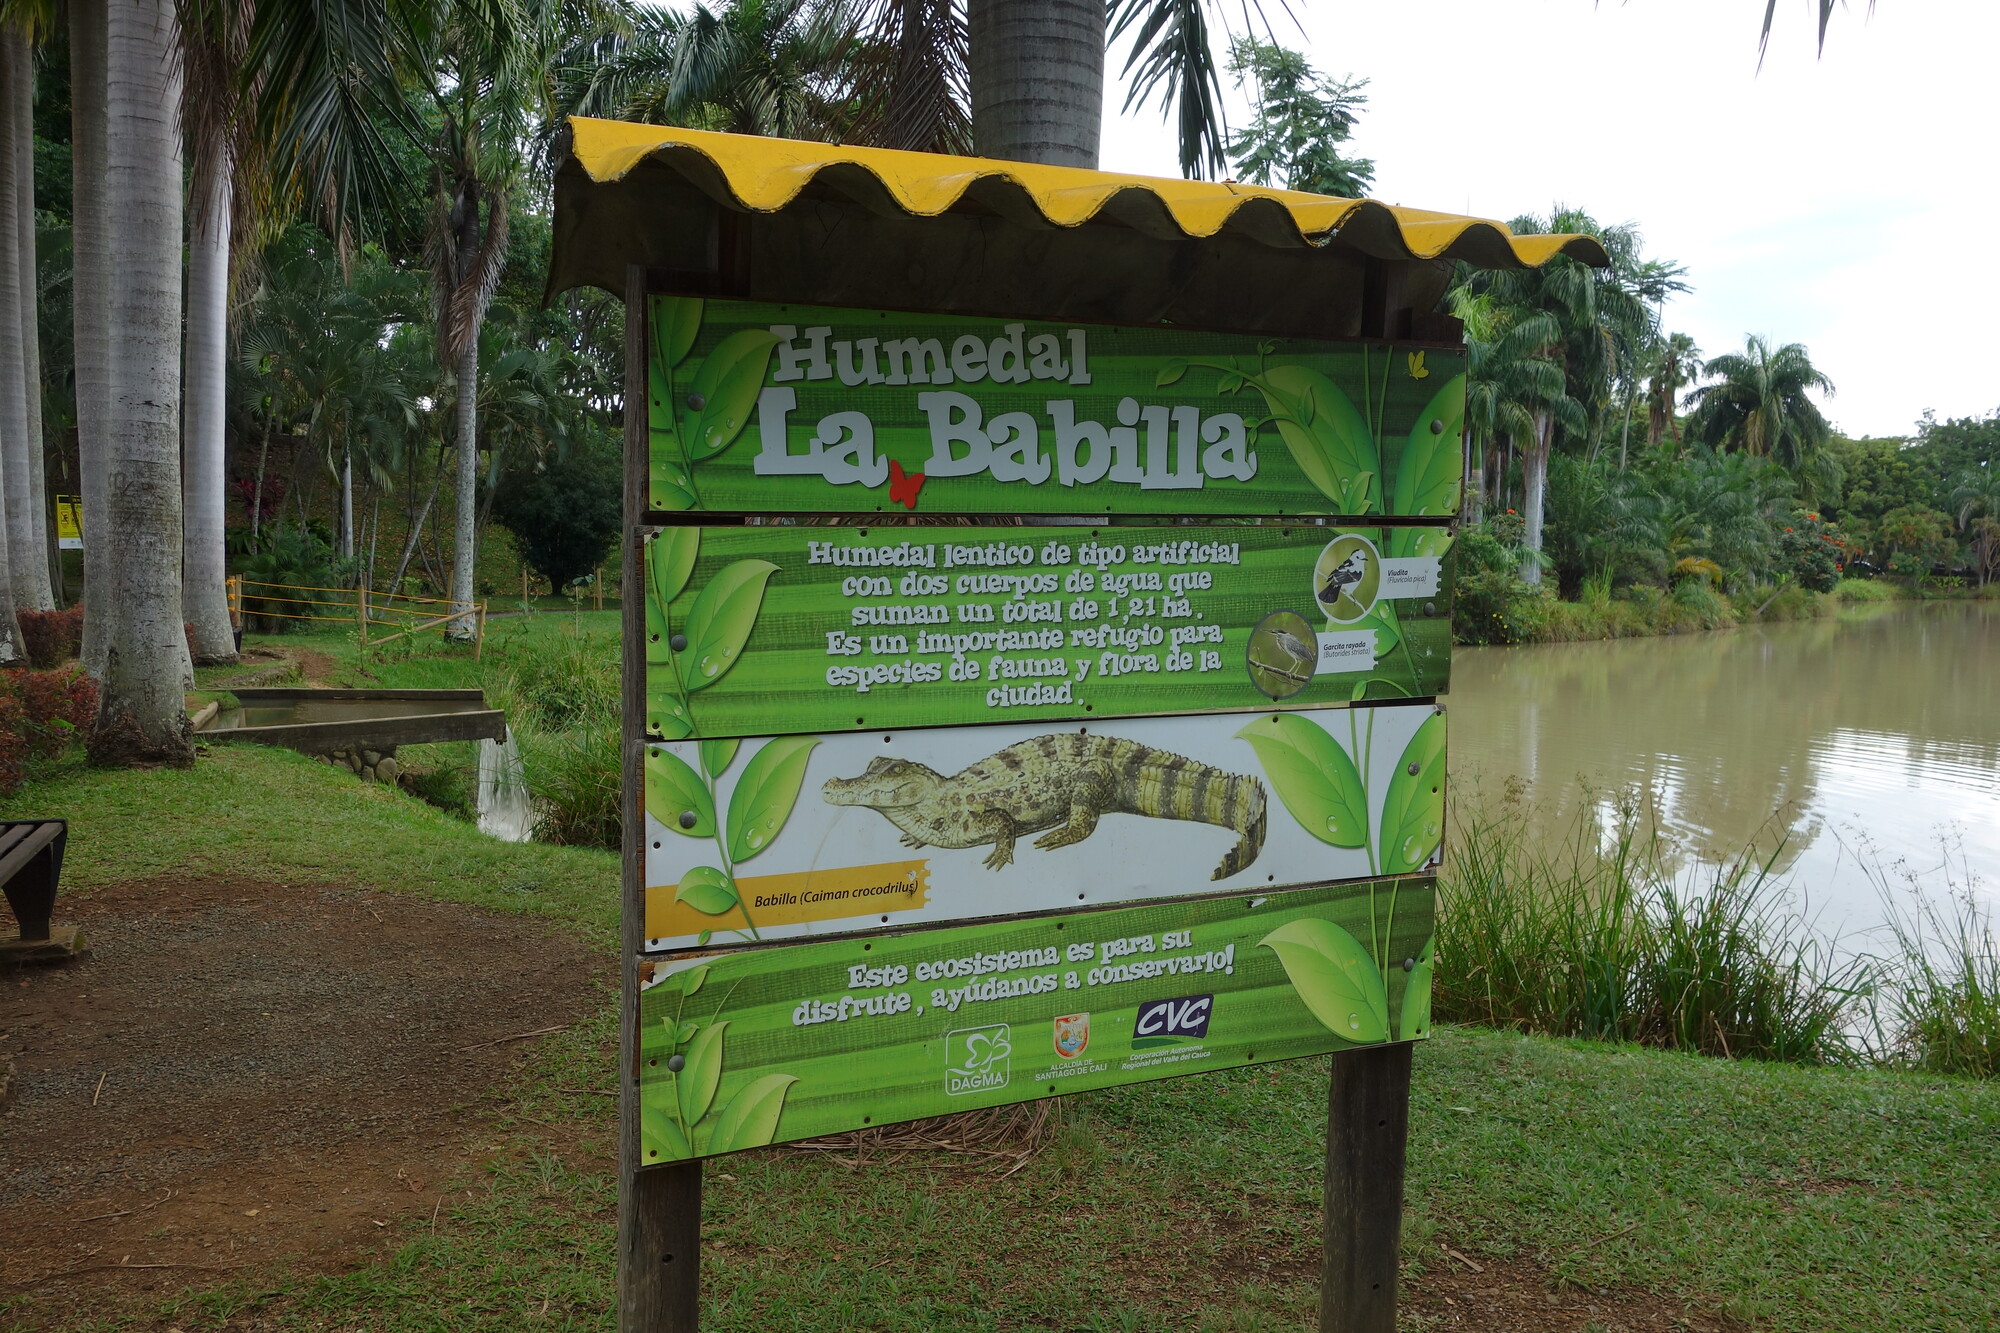 Humedal
La Babilla
Humedal lentico de tipo artificial
con dos cuerpos de agua que
suman un total de 1,21 ha.
Es un importante refugio para
especies de fauna y flora de la
ciudad.
Viudita
(Fluvicola pica)
Garcita rayada
(Butorides striata)
Babilla (Caiman crocodrilus)
Este ecosistema es para su
disfrute, ayúdanos a conservarlo!
DAGMA
ALCALDÍA DE
SANTIAGO DE CALI
CVC
Corporación Autonoma
Regional del Valle del Cauca